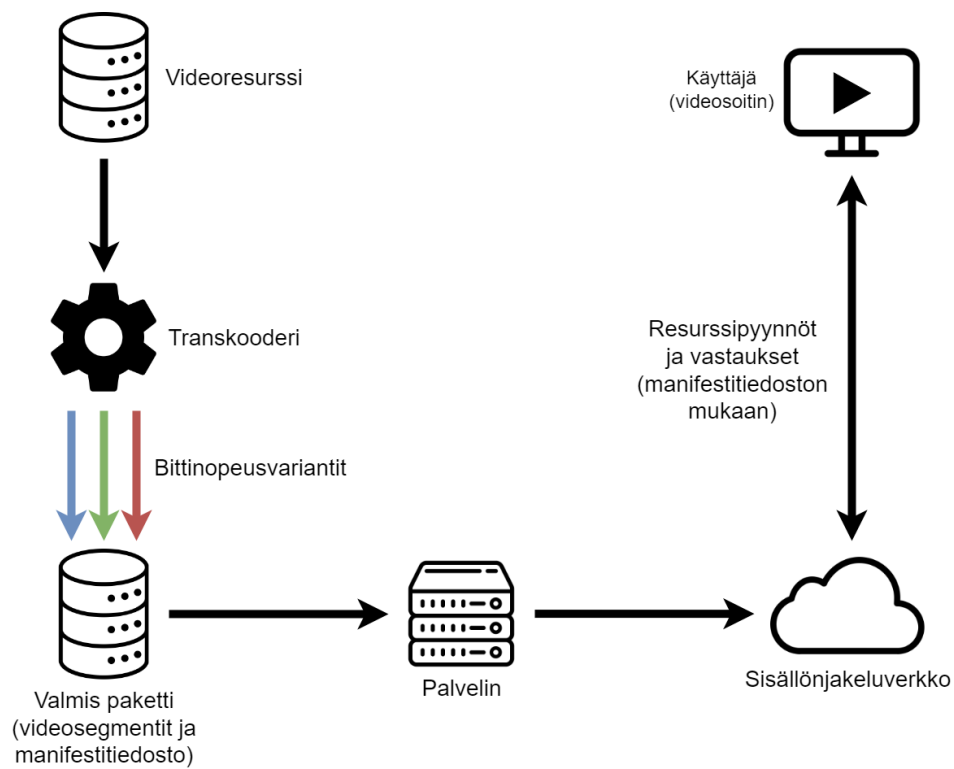 Videoresurssi
Käyttäjä
(videosoitin)
Transkooderi
Resurssipyynnöt
ja vastaukset
(manifestitiedoston
mukaan)
Bittinopeusvariantit
Valmis paketti
(videosegmentit ja
manifestitiedosto)
Palvelin
Sisällönjakeluverkko